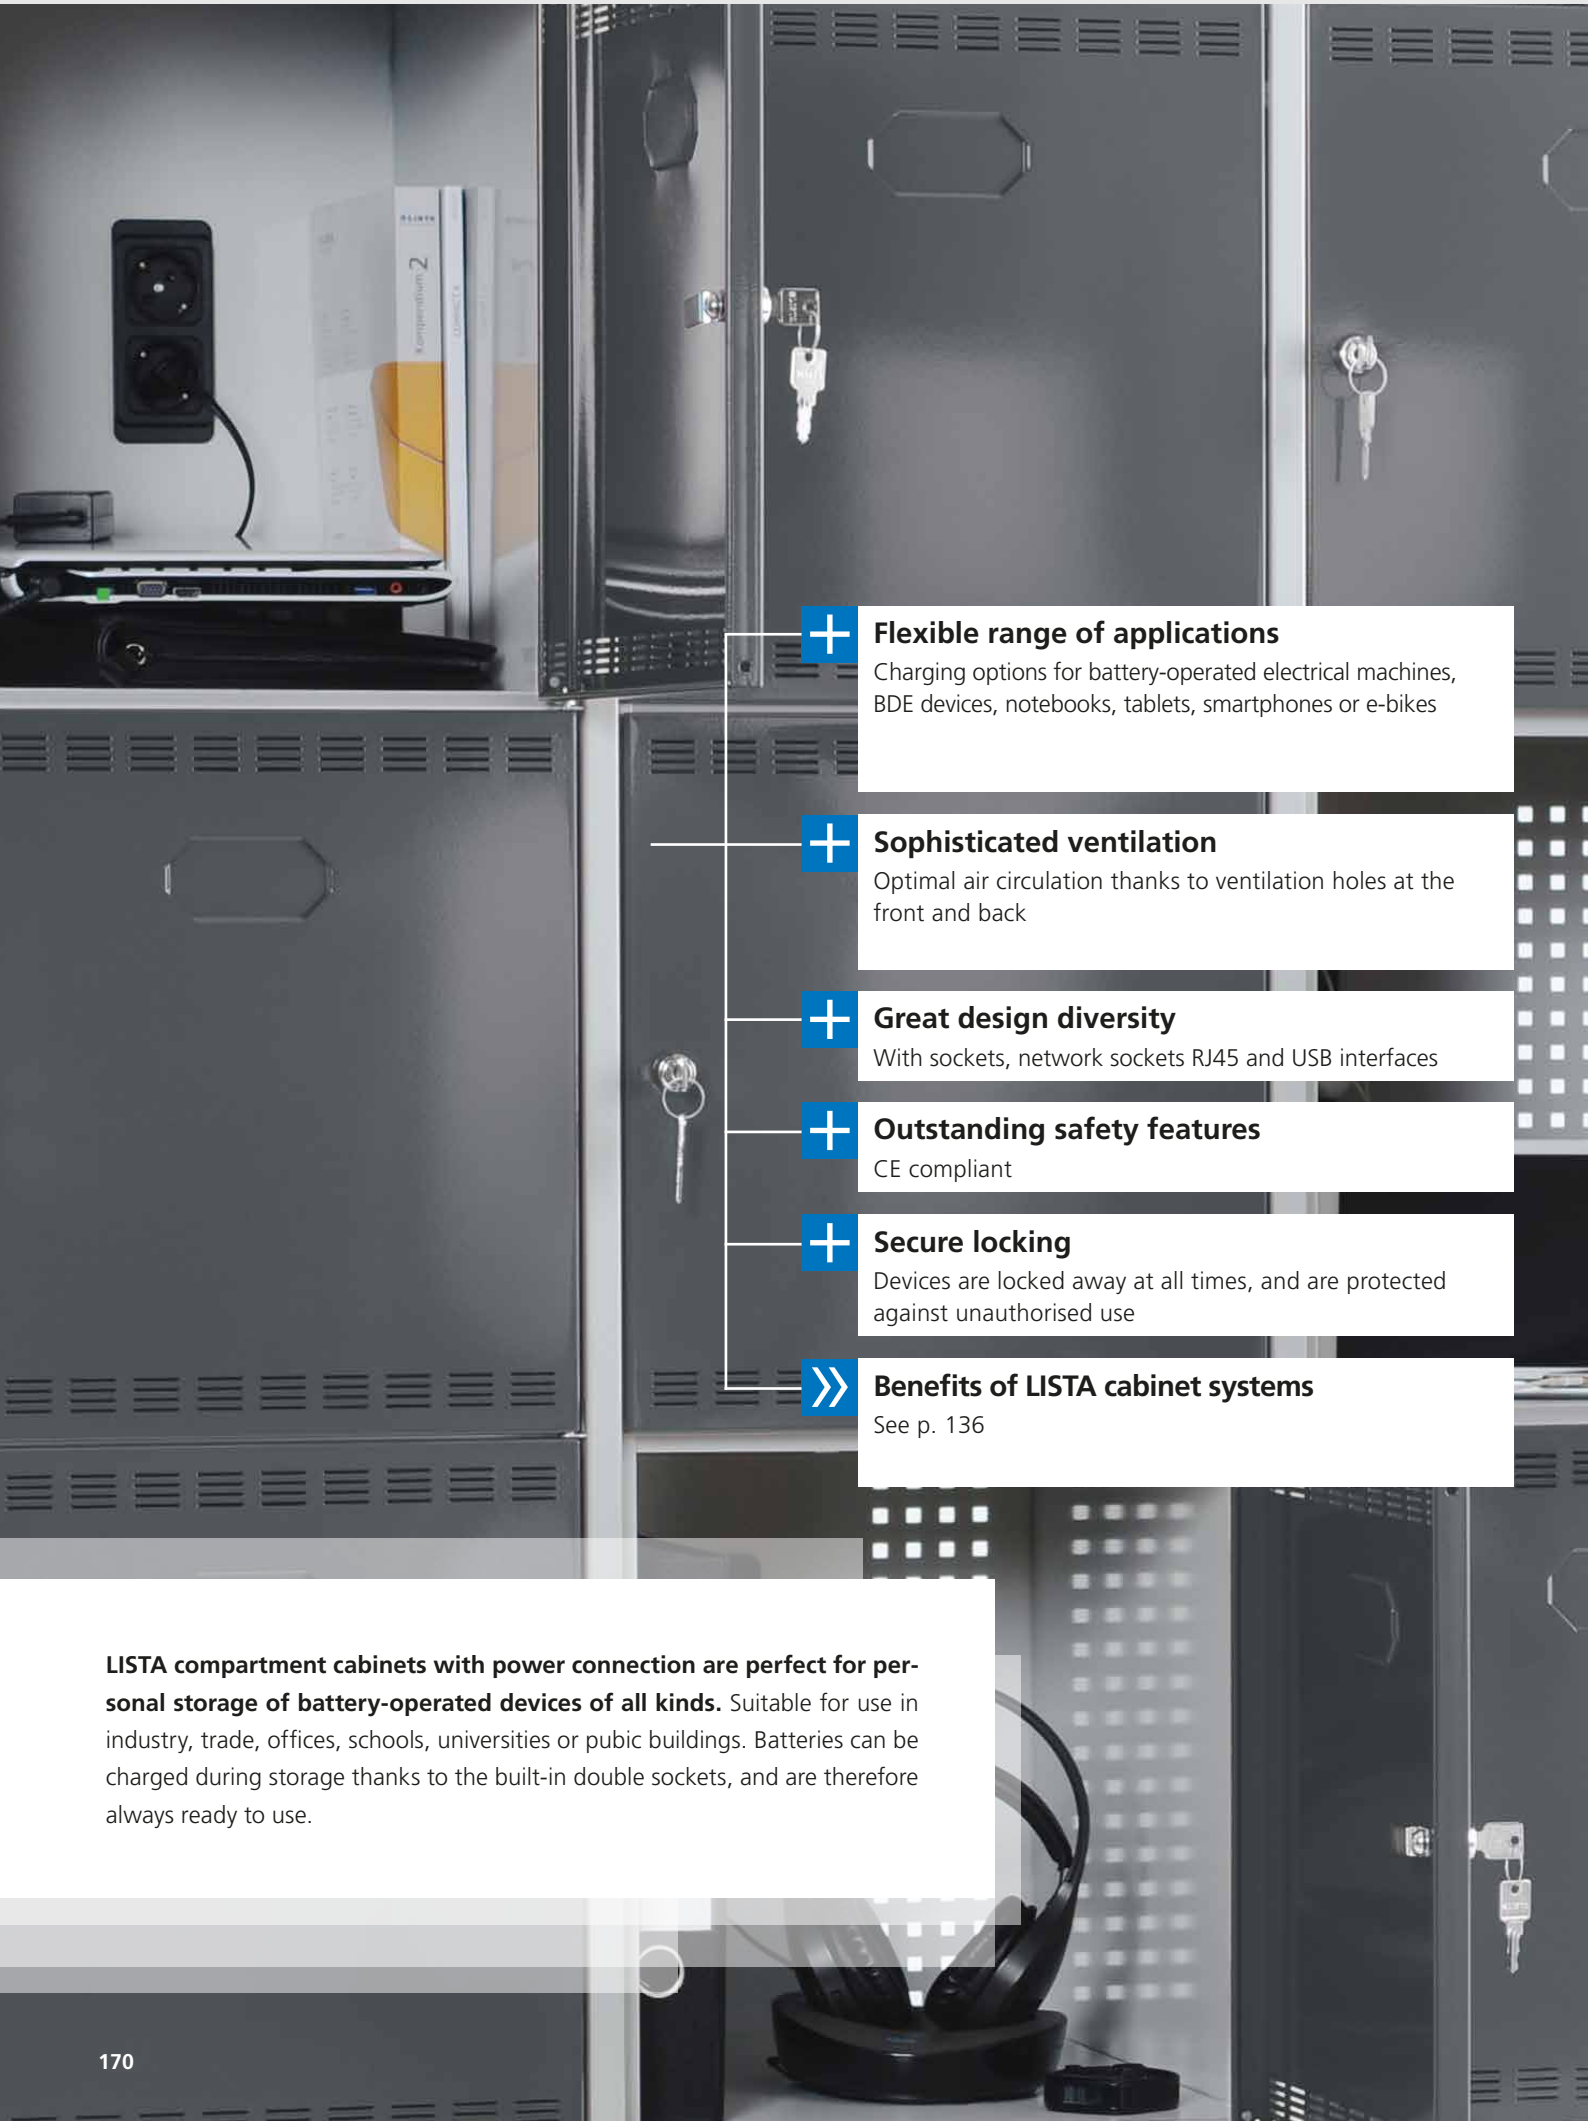 LISTA
Kompendium 2
Flexible range of applications
Charging options for battery-operated electrical machines,
BDE devices, notebooks, tablets, smartphones or e-bikes
Sophisticated ventilation
Optimal air circulation thanks to ventilation holes at the
front and back
Great design diversity
With sockets, network sockets RJ45 and USB interfaces
Outstanding safety features
CE compliant
Secure locking
Devices are locked away at all times, and are protected
against unauthorised use
Benefits of LISTA cabinet systems
See p. 136
LISTA compartment cabinets with power connection are perfect for per-
sonal storage of battery-operated devices of all kinds. Suitable for use in
industry, trade, offices, schools, universities or pubic buildings. Batteries can be
charged during storage thanks to the built-in double sockets, and are therefore
always ready to use.
170